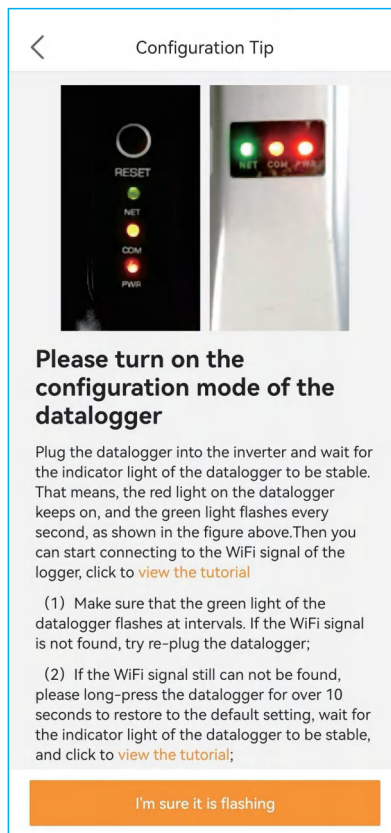 Configuration Tip
RESET
NET
COM
PWR
NET COM PWR
Please turn on the
configuration mode of the
datalogger
Plug the datalogger into the inverter and wait for
the indicator light of the datalogger to be stable.
That means, the red light on the datalogger
keeps on, and the green light flashes every
second, as shown in the figure above.Then you
can start connecting to the WiFi signal of the
logger, click to view the tutorial
（1）Make sure that the green light of the
datalogger flashes at intervals. If the WiFi signal
is not found, try re-plug the datalogger;
（2）If the WiFi signal still can not be found,
please long-press the datalogger for over 10
seconds to restore to the default setting, wait for
the indicator light of the datalogger to be stable,
and click to view the tutorial;
I'm sure it is flashing